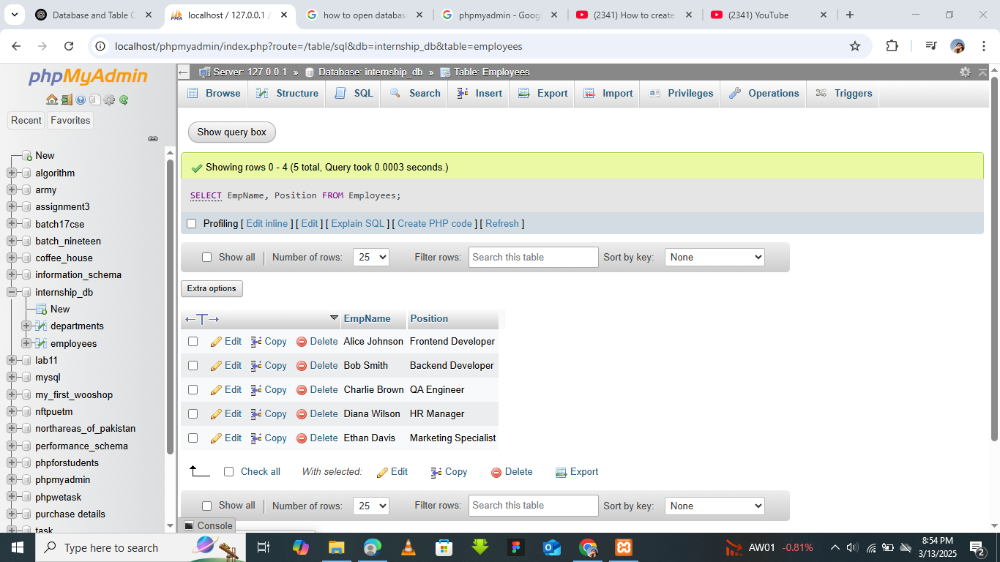 Database and Table C
localhost / 127.0.0.1 /
how to open databas
phpmyadmin - Goog
(2341) How to create
(2341) YouTube
localhost/phpmyadmin/index.php?route=/table/sql&db=internship_db&table=employees
phpMyAdmin
Recent
Favorites
New
algorithm
army
assignment3
batch17cse
batch_nineteen
coffee_house
information_schema
internship_db
New
departments
employees
lab11
mysql
my_first_wooshop
nftpuetm
northareas_of_pakistan
performance_schema
phpforstudents
phpmyadmin
phpwetask
purchase details
task
Server: 127.0.0.1 » Database: internship_db » Table: Employees
Browse Structure SQL Search Insert Export Import Privileges Operations Triggers
Show query box
Showing rows 0 - 4 (5 total, Query took 0.0003 seconds.)
SELECT EmpName, Position FROM Employees;
Profiling [ Edit inline ] [ Edit ] [ Explain SQL ] [ Create PHP code ] [ Refresh ]
Show all Number of rows: 25 Filter rows: Search this table Sort by key: None
Extra options
EmpName Position
Edit Copy Delete Alice Johnson Frontend Developer
Edit Copy Delete Bob Smith Backend Developer
Edit Copy Delete Charlie Brown QA Engineer
Edit Copy Delete Diana Wilson HR Manager
Edit Copy Delete Ethan Davis Marketing Specialist
Check all With selected: Edit Copy Delete Export
Show all Number of rows: 25 Filter rows: Search this table Sort by key: None
Console
Type here to search
AW01 -0.81%
8:54 PM
3/13/2025
2